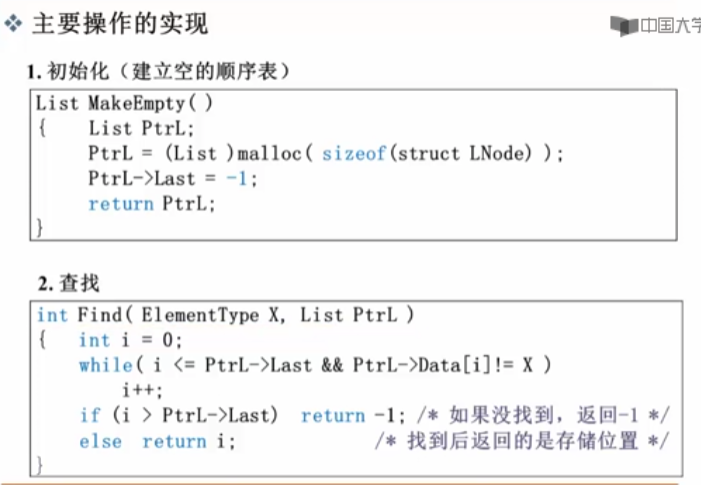 ❖ 主要操作的实现
中国大学
1. 初始化（建立空的顺序表）
List MakeEmpty( )
{    List PtrL;
     PtrL = (List )malloc( sizeof(struct LNode) );
     PtrL->Last = -1;
     return PtrL;
}
2. 查找
int Find( ElementType X, List PtrL )
{   int i = 0;
    while( i <= PtrL->Last && PtrL->Data[i]!= X )
        i++;
    if (i > PtrL->Last)  return -1; /* 如果没找到，返回-1 */
    else  return i;             /* 找到后返回的是存储位置 */
}